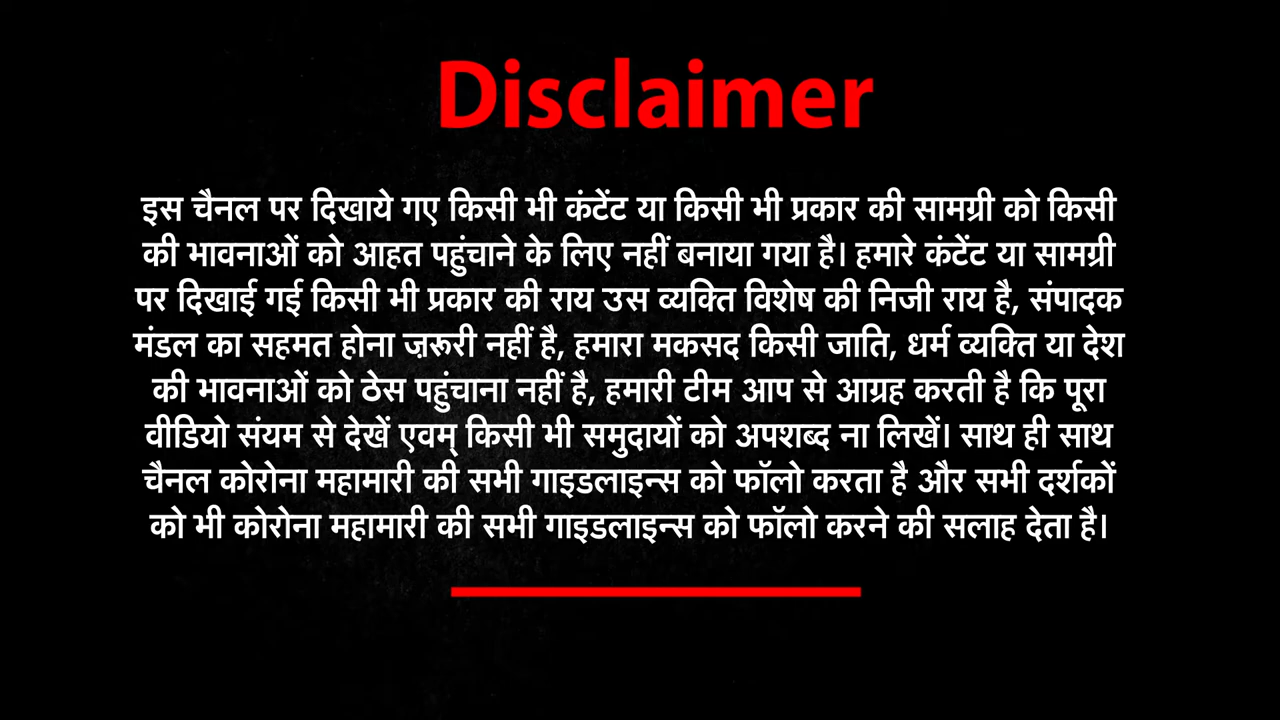 Disclaimer
इस चैनल पर दिखाये गए किसी भी कंटेंट या किसी भी प्रकार की सामग्री को किसी
की भावनाओं को आहत पहुंचाने के लिए नहीं बनाया गया है। हमारे कंटेंट या सामग्री
पर दिखाई गई किसी भी प्रकार की राय उस व्यक्ति विशेष की निजी राय है, संपादक
मंडल का सहमत होना ज़रूरी नहीं है, हमारा मकसद किसी जाति, धर्म व्यक्ति या देश
की भावनाओं को ठेस पहुंचाना नहीं है, हमारी टीम आप से आग्रह करती है कि पूरा
वीडियो संयम से देखें एवम् किसी भी समुदायों को अपशब्द ना लिखें। साथ ही साथ
चैनल कोरोना महामारी की सभी गाइडलाइन्स को फॉलो करता है और सभी दर्शकों
को भी कोरोना महामारी की सभी गाइडलाइन्स को फॉलो करने की सलाह देता है।